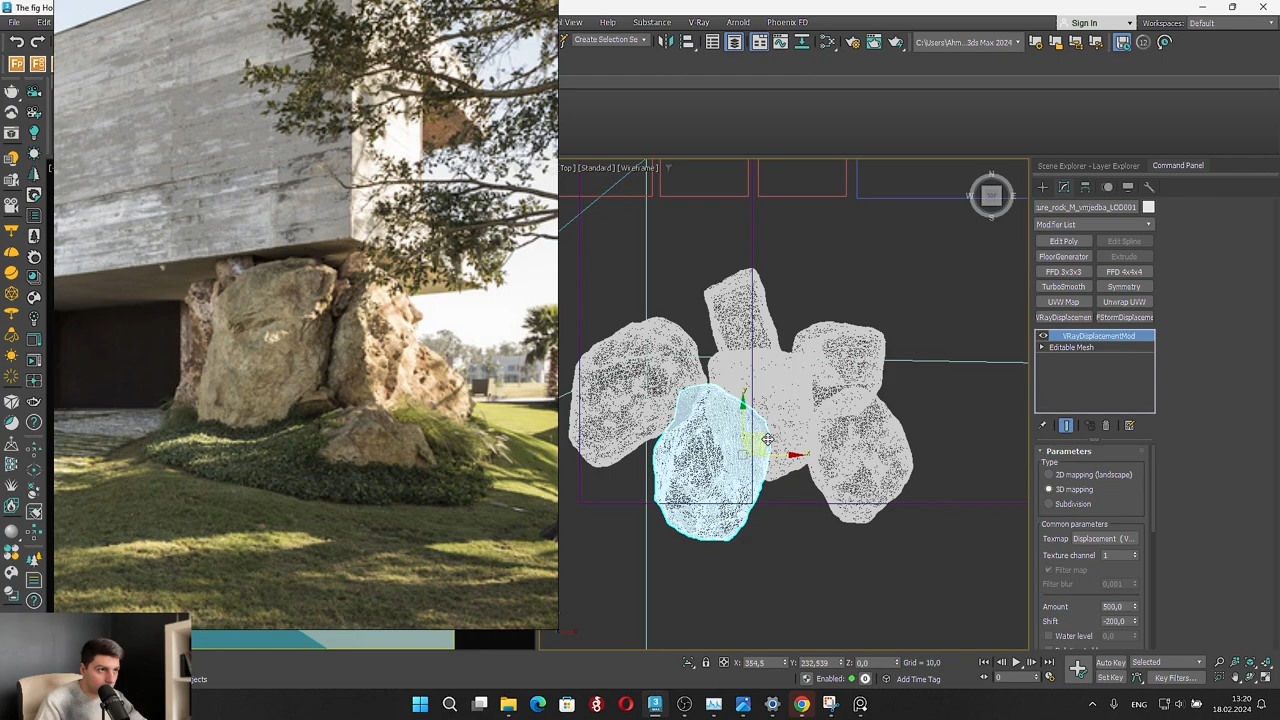 The fig Ho
l View Help Substance V-Ray Arnold Phoenix FD
Sign In
Workspaces: Default
Create Selection Se
C:\Users\Ahm...3ds Max 2024
Top] [Standard] [Wireframe]
N
W
S
Scene Explorer - Layer Explorer
Command Panel
ure_rock_M_vmjedba_LOD001
Modifier List
Edit Poly
Edit Spline
FloorGenerator
Extrude
FFD 3x3x3
FFD 4x4x4
TurboSmooth
Symmetry
UVW Map
Unwrap UVW
VRayDisplacemen
FStormDisplaceme
VRayDisplacementMod
Editable Mesh
Parameters
Type
2D mapping (landscape)
3D mapping
Subdivision
Common parameters
Texmap
Displacement ( V...
Texture channel 1
Filter map
Filter blur 0,001
Amount 500,0
Shift -200,0
Water level 0,0
X: 354,5
Y: 232,539
Z: 0,0
Grid = 10,0
Auto Key
Selected
jects
Enabled:
Add Time Tag
0
Set Key
Key Filters...
13:20
18.02.2024